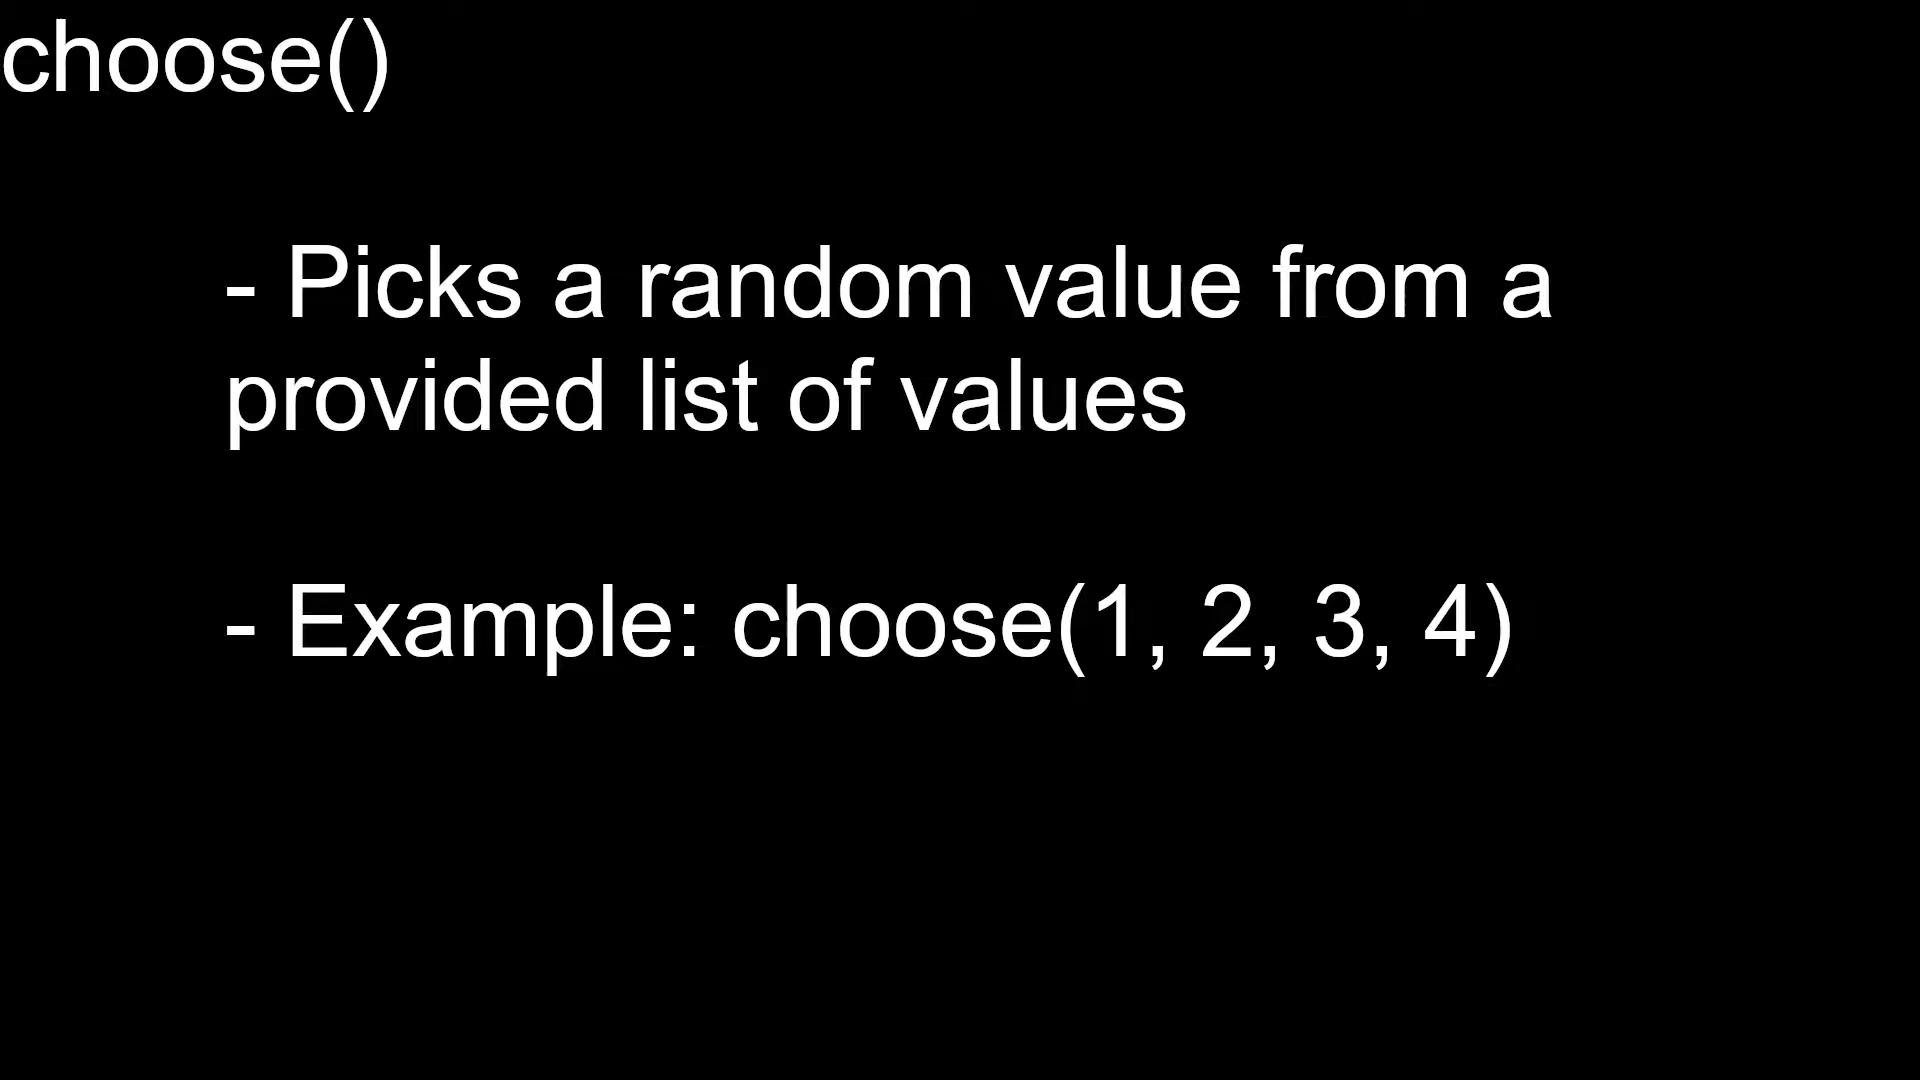 choose()
- Picks a random value from a
provided list of values
- Example: choose(1, 2, 3, 4)